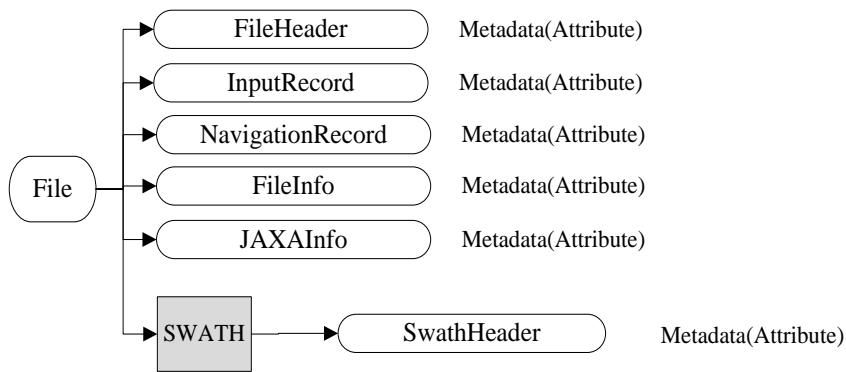 FileHeader Metadata(Attribute)
InputRecord Metadata(Attribute)
NavigationRecord Metadata(Attribute)
File FileInfo Metadata(Attribute)
JAXAInfo Metadata(Attribute)
SWATH SwathHeader Metadata(Attribute)